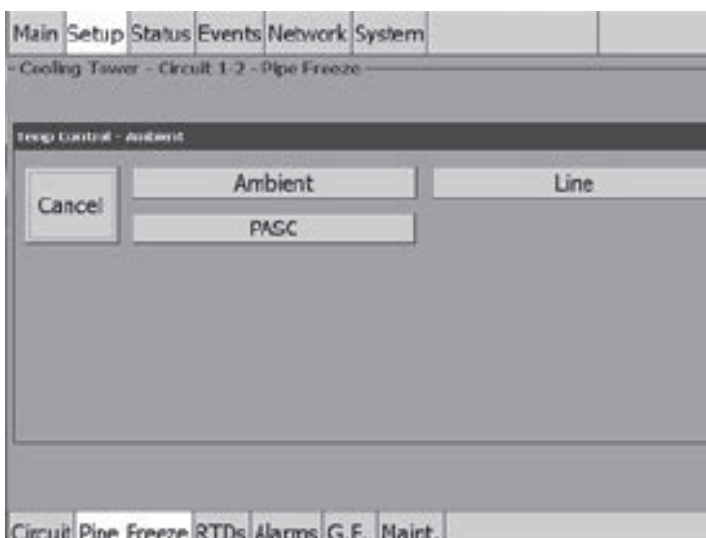 Main Setup Status Events Network System
Cooling Tower - Circuit 1-2 - Pipe Freeze
Temp Control - Ambient
Cancel Ambient Line
PASC
Circuit Pipe Freeze RTDs Alarms G.F. Maint.